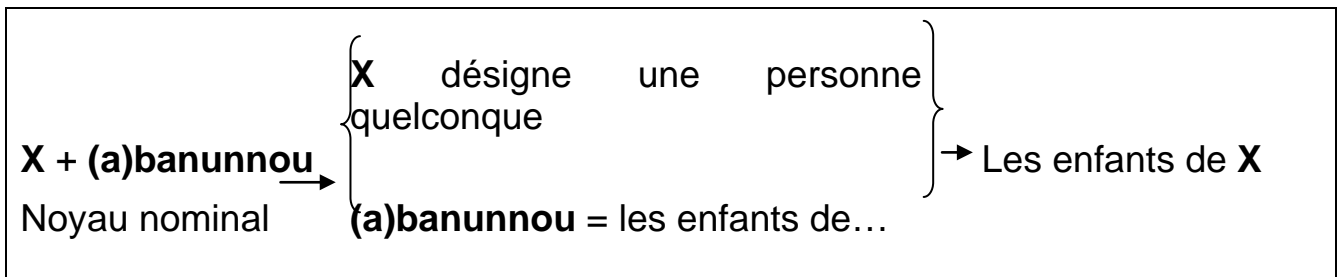 X désigne une personne
quelconque
X + (a)banunnou
Les enfants de X
Noyau nominal
(a)banunnou = les enfants de…